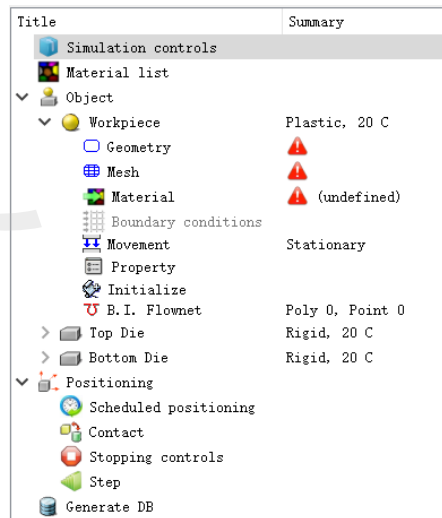 Title Summary
Simulation controls
Material list
Object
Workpiece Plastic, 20 C
Geometry
Mesh
Material (undefined)
Boundary conditions
Movement Stationary
Property
Initialize
B.I. Flownet Poly 0, Point 0
Top Die Rigid, 20 C
Bottom Die Rigid, 20 C
Positioning
Scheduled positioning
Contact
Stopping controls
Step
Generate DB